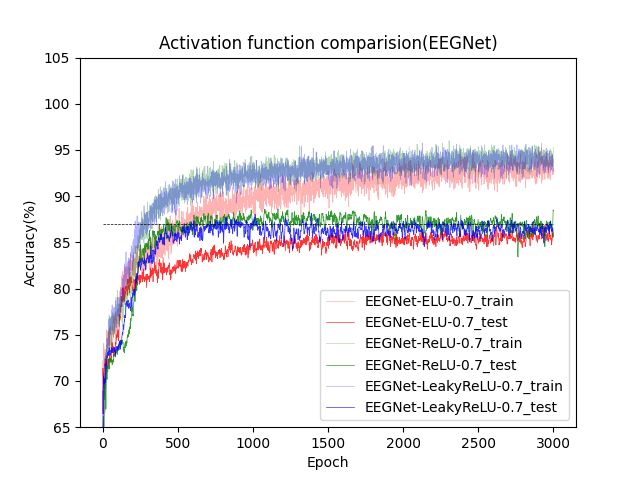 Activation function comparision(EEGNet)
105
100
95
90
85
80
75
70
65
Accuracy(%)
0
500
1000
1500
2000
2500
3000
Epoch
EEGNet-ELU-0.7_train
EEGNet-ELU-0.7_test
EEGNet-ReLU-0.7_train
EEGNet-ReLU-0.7_test
EEGNet-LeakyReLU-0.7_train
EEGNet-LeakyReLU-0.7_test